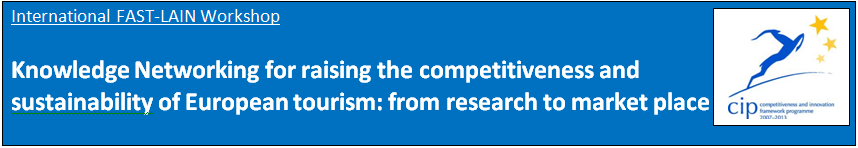 International FAST-LAIN Workshop
Knowledge Networking for raising the competitiveness and
sustainability of European tourism: from research to market place
cip competitiveness and innovation
framework programme
2007-2013